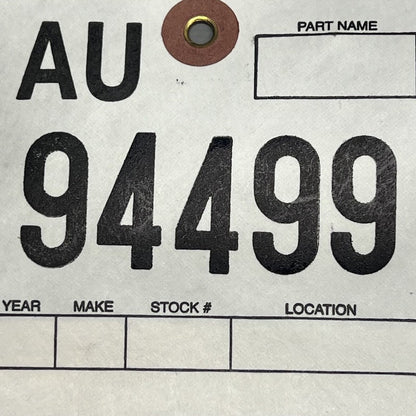 AU
PART NAME
94499
YEAR MAKE STOCK # LOCATION